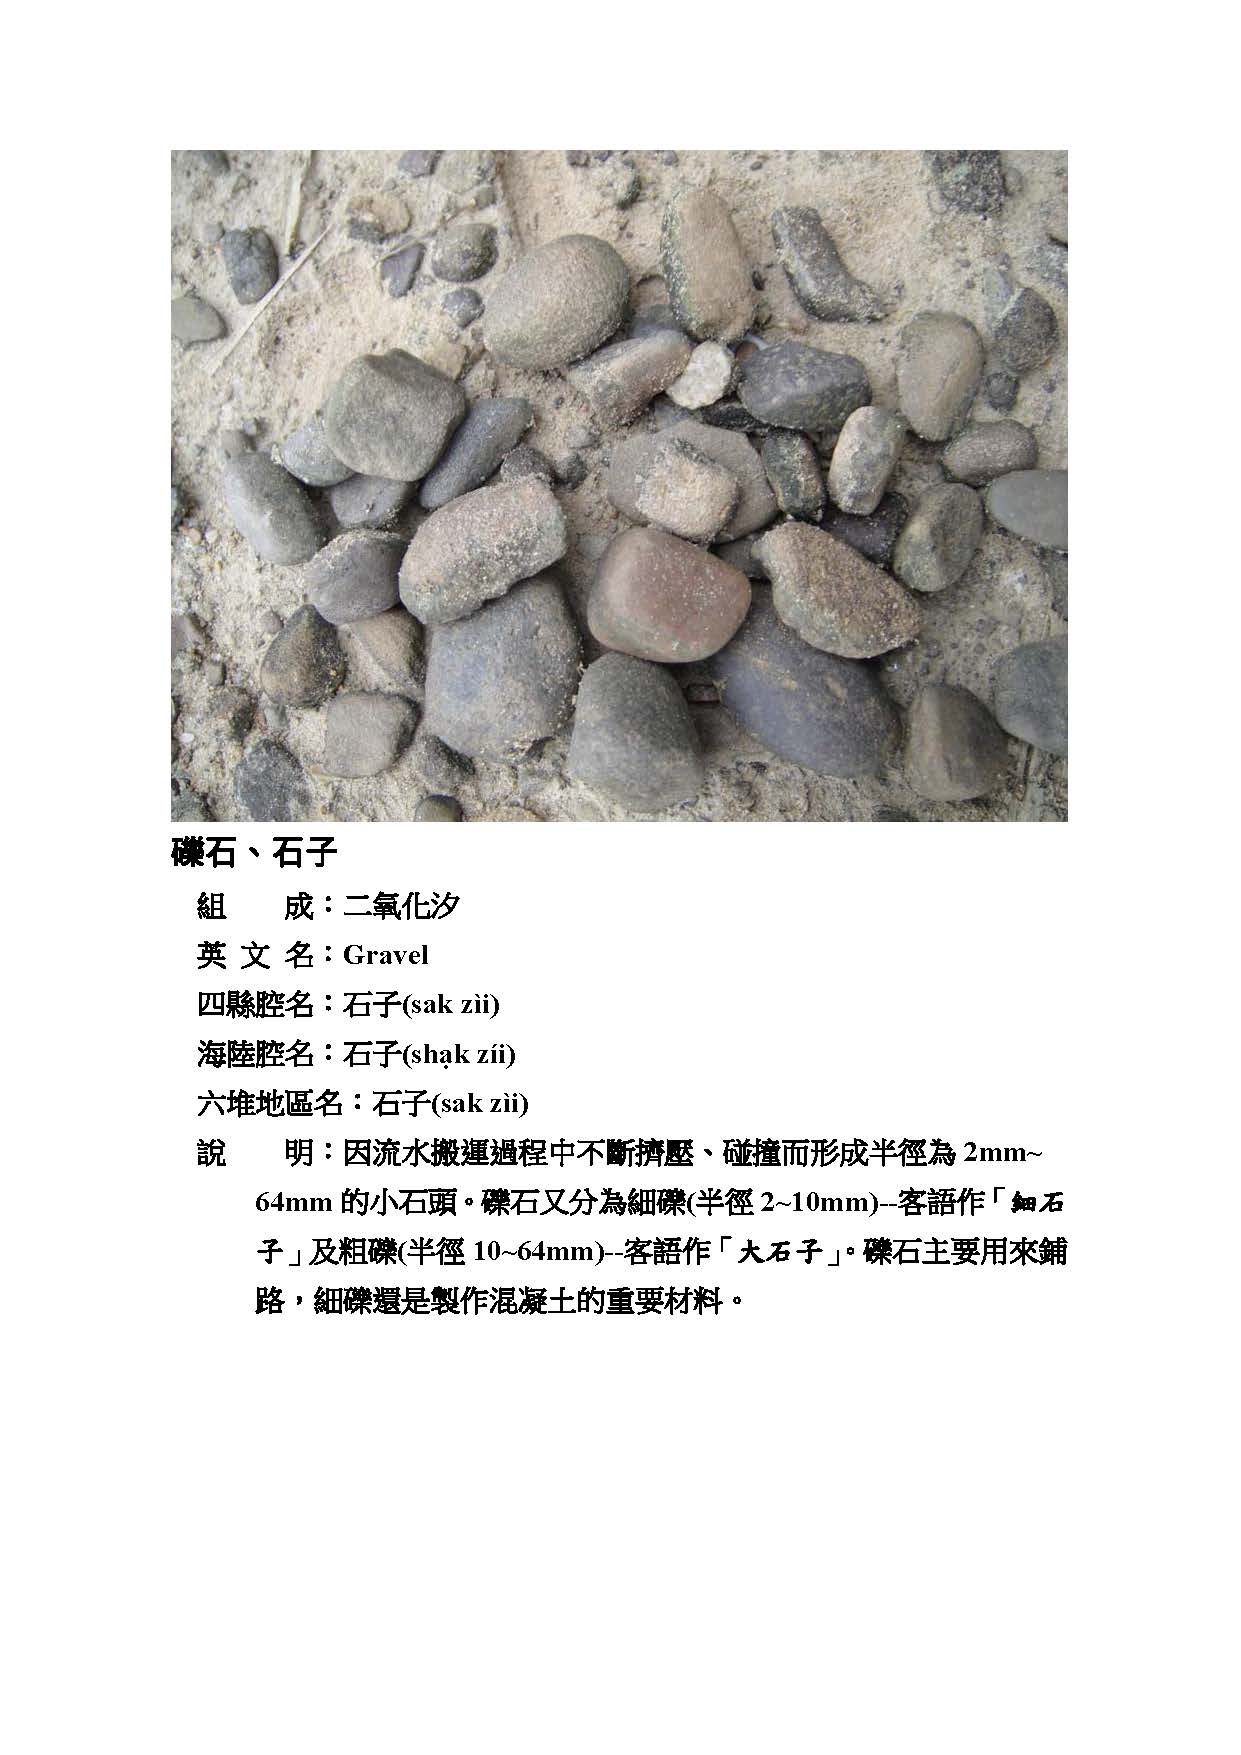 礫石、石子
組　　成：二氧化汐
英 文 名：Gravel
四縣腔名：石子(sak zìi)
海陸腔名：石子(shạk zíi)
六堆地區名：石子(sak zìi)
說　　明：因流水搬運過程中不斷擠壓、碰撞而形成半徑為 2mm~
64mm 的小石頭。礫石又分為細礫(半徑 2~10mm)--客語作「細石
子」及粗礫(半徑 10~64mm)--客語作「大石子」。礫石主要用來鋪
路，細礫還是製作混凝土的重要材料。